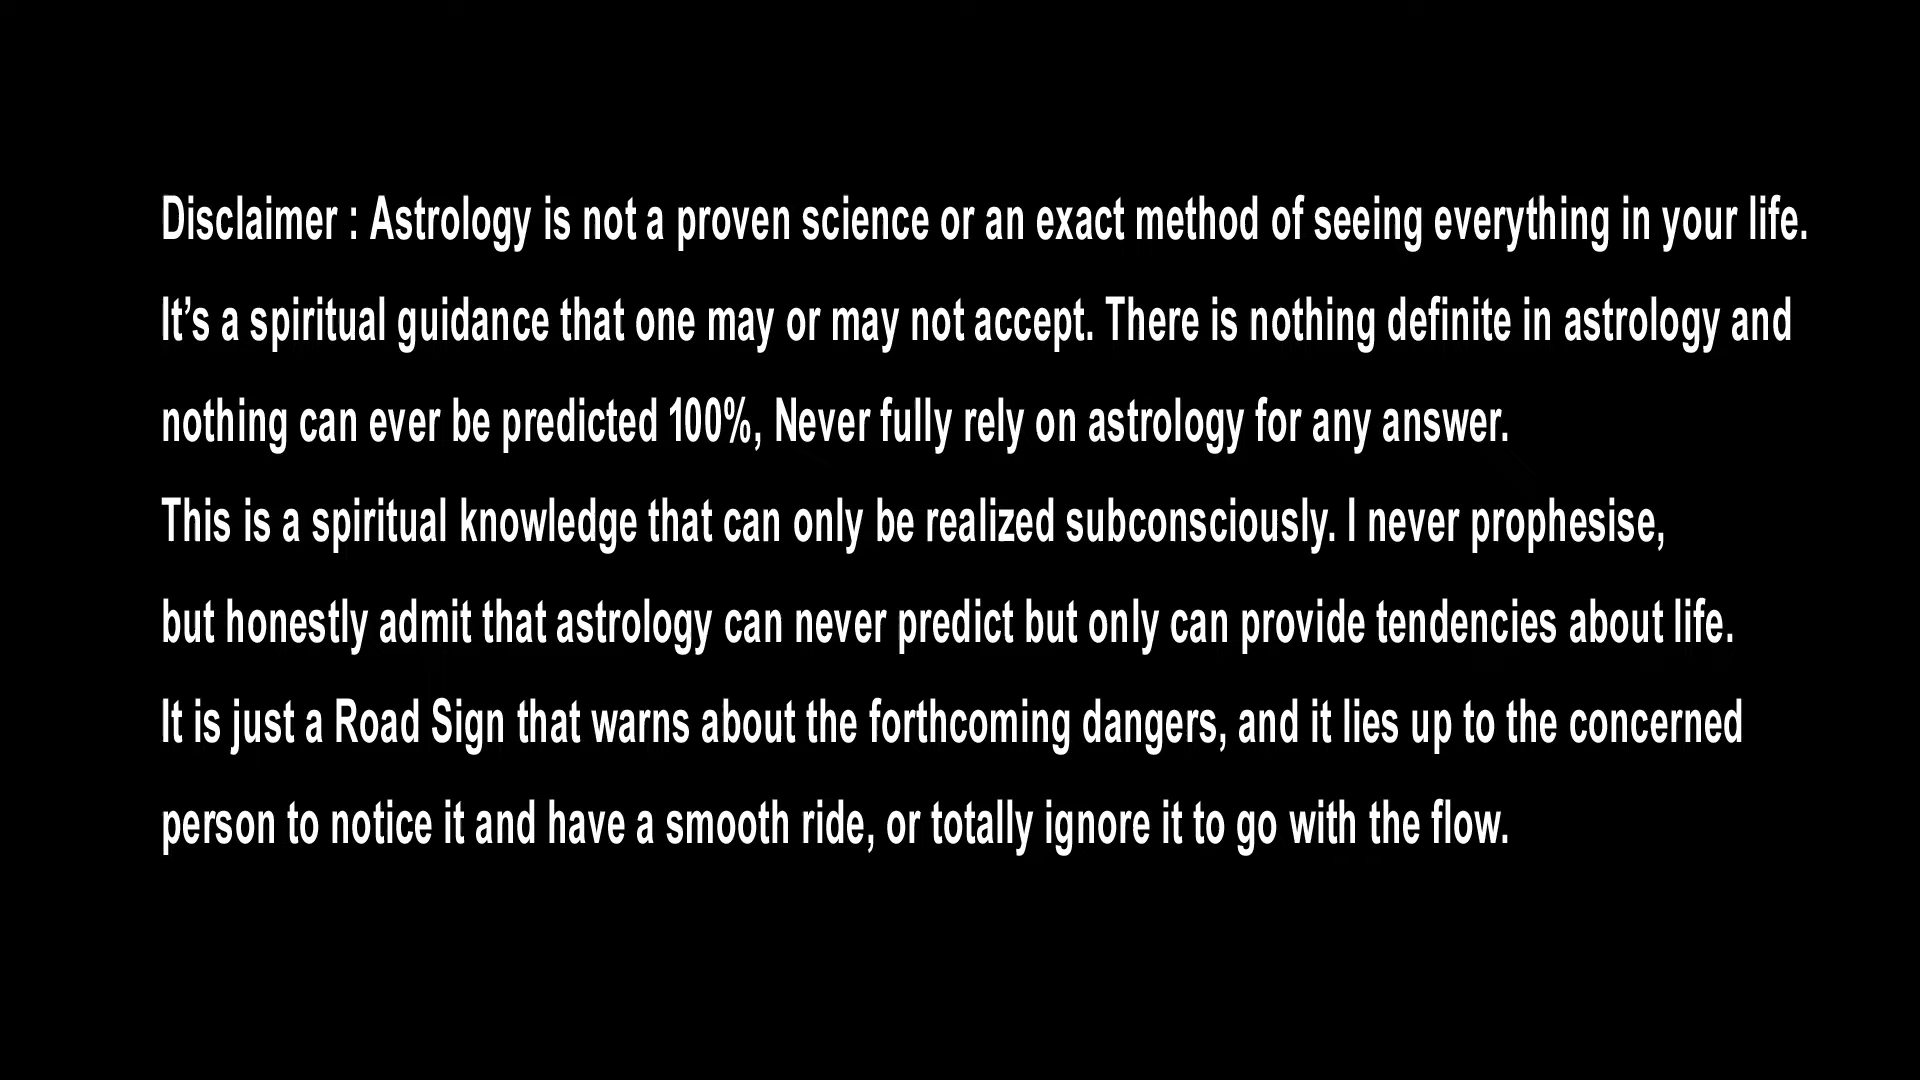 Disclaimer : Astrology is not a proven science or an exact method of seeing everything in your life.
It’s a spiritual guidance that one may or may not accept. There is nothing definite in astrology and
nothing can ever be predicted 100%, Never fully rely on astrology for any answer.
This is a spiritual knowledge that can only be realized subconsciously. I never prophesise,
but honestly admit that astrology can never predict but only can provide tendencies about life.
It is just a Road Sign that warns about the forthcoming dangers, and it lies up to the concerned
person to notice it and have a smooth ride, or totally ignore it to go with the flow.